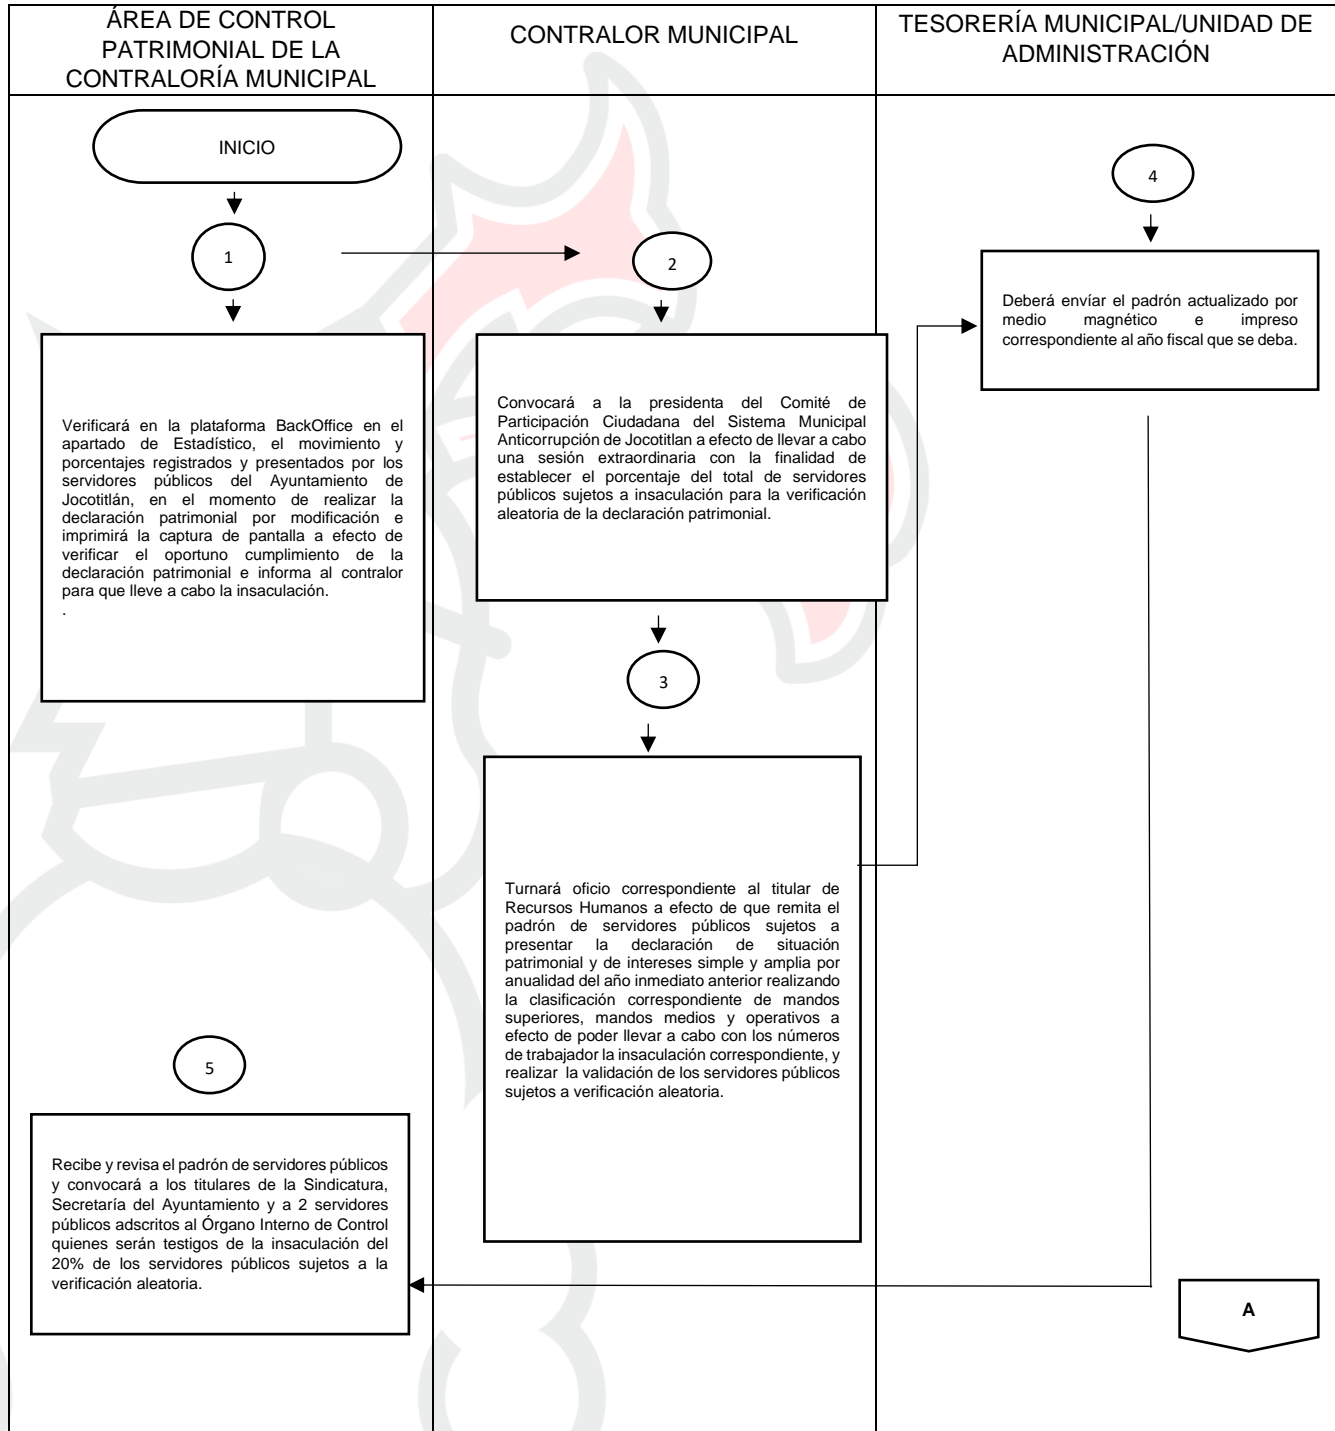 ÁREA DE CONTROL
PATRIMONIAL DE LA
CONTRALORÍA MUNICIPAL
CONTRALOR MUNICIPAL
TESORERÍA MUNICIPAL/UNIDAD DE
ADMINISTRACIÓN
INICIO
1
Verificará en la plataforma BackOffice en el
apartado de Estadístico, el movimiento y
porcentajes registrados y presentados por los
servidores públicos del Ayuntamiento de
Jocotitlán, en el momento de realizar la
declaración patrimonial por modificación e
imprimirá la captura de pantalla a efecto de
verificar el oportuno cumplimiento de la
declaración patrimonial e informa al contralor
para que lleve a cabo la insaculación.
.
2
Convocará a la presidenta del Comité de
Participación Ciudadana del Sistema Municipal
Anticorrupción de Jocotitlan a efecto de llevar a cabo
una sesión extraordinaria con la finalidad de
establecer el porcentaje del total de servidores
públicos sujetos a insaculación para la verificación
aleatoria de la declaración patrimonial.
3
Turnará oficio correspondiente al titular de
Recursos Humanos a efecto de que remita el
padrón de servidores públicos sujetos a
presentar la declaración de situación
patrimonial y de intereses simple y amplia por
anualidad del año inmediato anterior realizando
la clasificación correspondiente de mandos
superiores, mandos medios y operativos a
efecto de poder llevar a cabo con los números
de trabajador la insaculación correspondiente, y
realizar la validación de los servidores públicos
sujetos a verificación aleatoria.
4
Deberá envíar el padrón actualizado por
medio magnético e impreso
correspondiente al año fiscal que se deba.
5
Recibe y revisa el padrón de servidores públicos
y convocará a los titulares de la Sindicatura,
Secretaría del Ayuntamiento y a 2 servidores
públicos adscritos al Órgano Interno de Control
quienes serán testigos de la insaculación del
20% de los servidores públicos sujetos a la
verificación aleatoria.
A